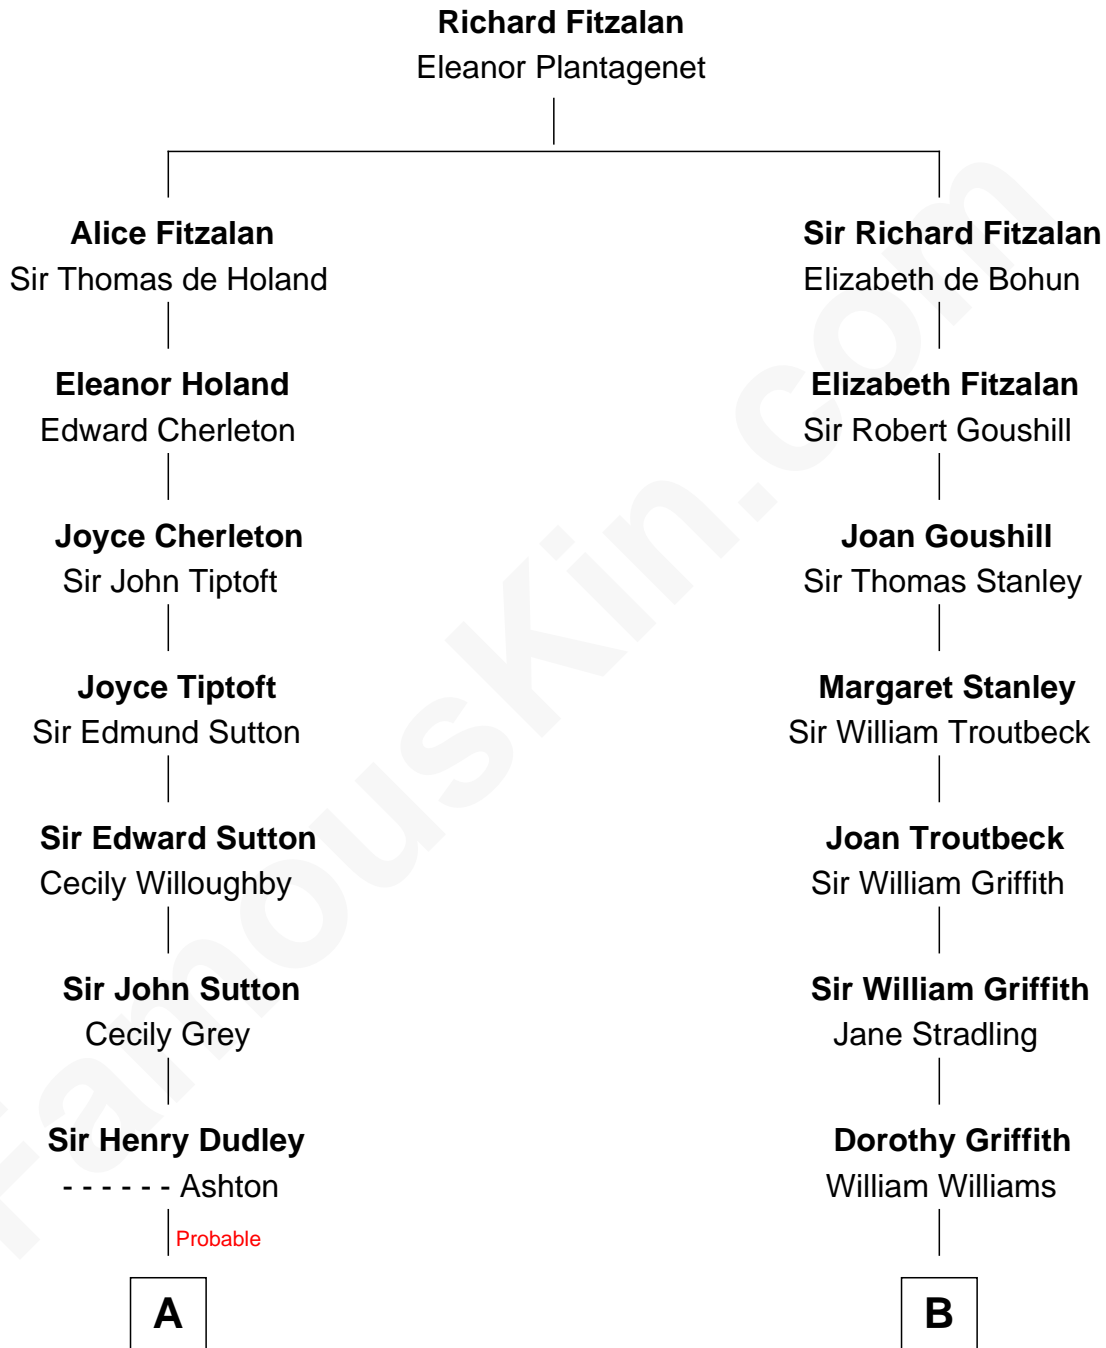 Richard Fitzalan
Eleanor Plantagenet
Alice Fitzalan
Sir Thomas de Holand
Sir Richard Fitzalan
Elizabeth de Bohun
Eleanor Holand
Edward Cherleton
Elizabeth Fitzalan
Sir Robert Goushill
Joyce Cherleton
Sir John Tiptoft
Joan Goushill
Sir Thomas Stanley
Joyce Tiptoft
Sir Edmund Sutton
Margaret Stanley
Sir William Troutbeck
Sir Edward Sutton
Cecily Willoughby
Joan Troutbeck
Sir William Griffith
Sir John Sutton
Cecily Grey
Sir William Griffith
Jane Stradling
Sir Henry Dudley
- - - - - - Ashton
Dorothy Griffith
William Williams
Probable
A
B
FamousKin.com